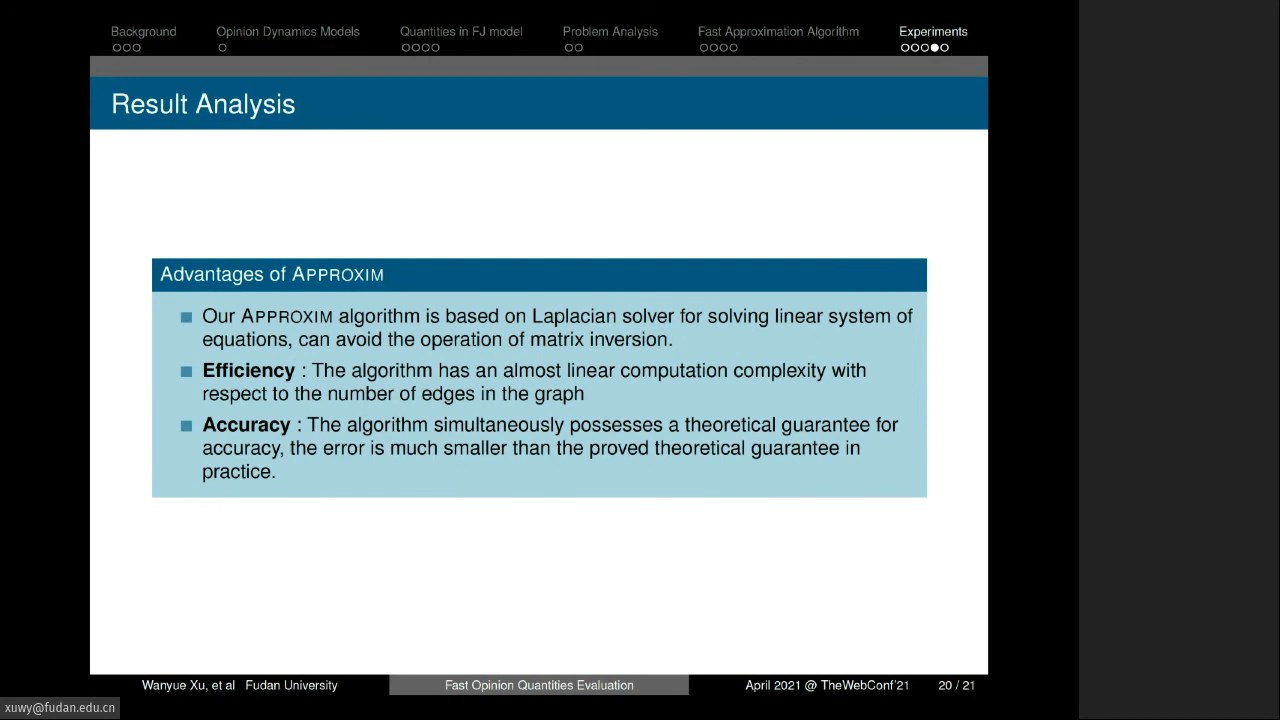 Background Opinion Dynamics Models Quantities in FJ model Problem Analysis Fast Approximation Algorithm Experiments
Result Analysis
Advantages of APPROXIM
Our APPROXIM algorithm is based on Laplacian solver for solving linear system of
equations, can avoid the operation of matrix inversion.
Efficiency : The algorithm has an almost linear computation complexity with
respect to the number of edges in the graph
Accuracy : The algorithm simultaneously possesses a theoretical guarantee for
accuracy, the error is much smaller than the proved theoretical guarantee in
practice.
Wanyue Xu, et al Fudan University Fast Opinion Quantities Evaluation April 2021 @ TheWebConf'21 20 / 21
xuwy@fudan.edu.cn